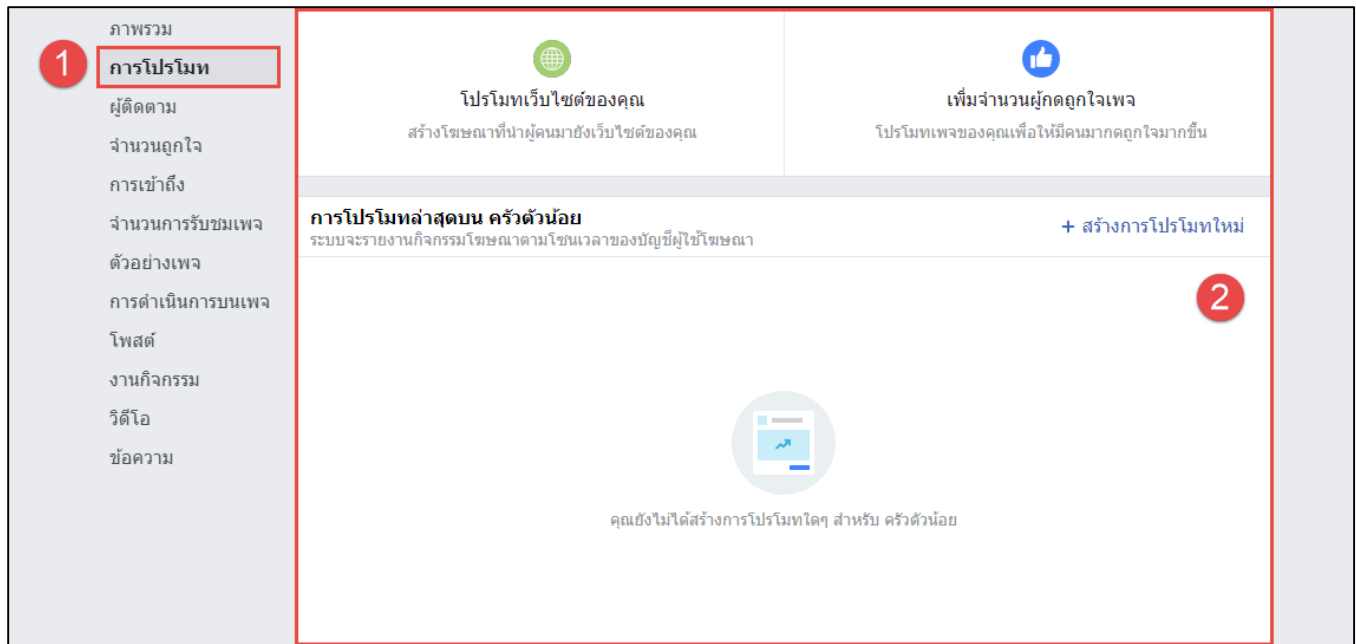 ภาพรวม
1
การโปรโมท
ผู้ติดตาม
จำนวนถูกใจ
การเข้าถึง
จำนวนการรับชมเพจ
ตัวอย่างเพจ
การดำเนินการบนเพจ
โพสต์
งานกิจกรรม
วิดีโอ
ข้อความ
โปรโมทเว็บไซต์ของคุณ
สร้างโฆษณาที่นำผู้คนมายังเว็บไซต์ของคุณ
เพิ่มจำนวนผู้กดถูกใจเพจ
โปรโมทเพจของคุณเพื่อให้มีคนมากดถูกใจมากขึ้น
การโปรโมทล่าสุดบน ครัวตัวน้อย
ระบบจะรายงานกิจกรรมโฆษณาตามโซนเวลาของบัญชีผู้ใช้โฆษณา
+ สร้างการโปรโมทใหม่
2
คุณยังไม่ได้สร้างการโปรโมทใดๆ สำหรับ ครัวตัวน้อย